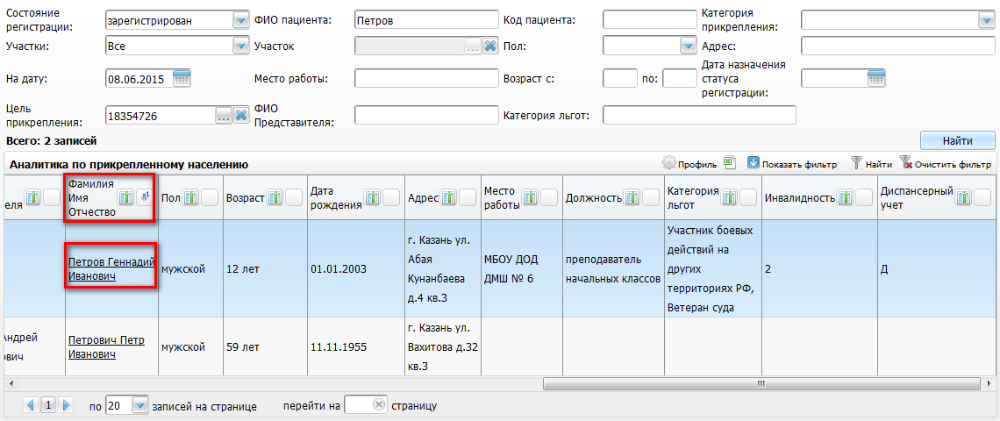 Состояние регистрации: зарегистрирован ФИО пациента: Петров Код пациента: Категория прикрепления:
Участки: Все Участок ... Пол: Адрес:
На дату: 08.06.2015 Место работы: Возраст с: по: Дата назначения статуса регистрации:
Цель прикрепления: 18354726 ... ФИО Представителя: Категория льгот:
Всего: 2 записей Найти
Аналитика по прикрепленному населению Профиль Показать фильтр Найти Очистить фильтр
еля Фамилия Имя Отчество 1 Пол Возраст Дата рождения Адрес Место работы Должность Категория льгот Инвалидность Диспансерный учет
Петров Геннадий Иванович мужской 12 лет 01.01.2003 г. Казань ул. Абая Кунанбаева д.4 кв.3 МБОУ ДОД ДМШ № 6 преподаватель начальных классов Участник боевых действий на других территориях РФ, Ветеран суда 2 Д
Андрей ович Петрович Петр Иванович мужской 59 лет 11.11.1955 г. Казань ул. Вахитова д.32 кв.3
1 по 20 записей на странице перейти на страницу